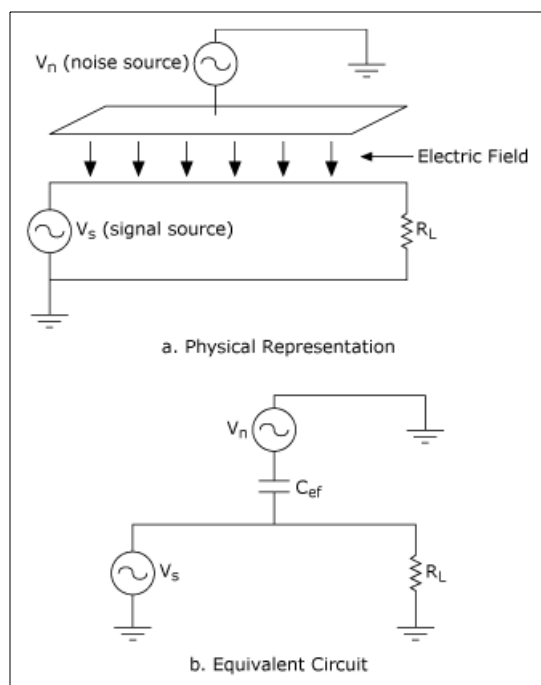 Vn (noise source)
Electric Field
Vs (signal source)
RL
a. Physical Representation
Vn
Cef
Vs
RL
b. Equivalent Circuit